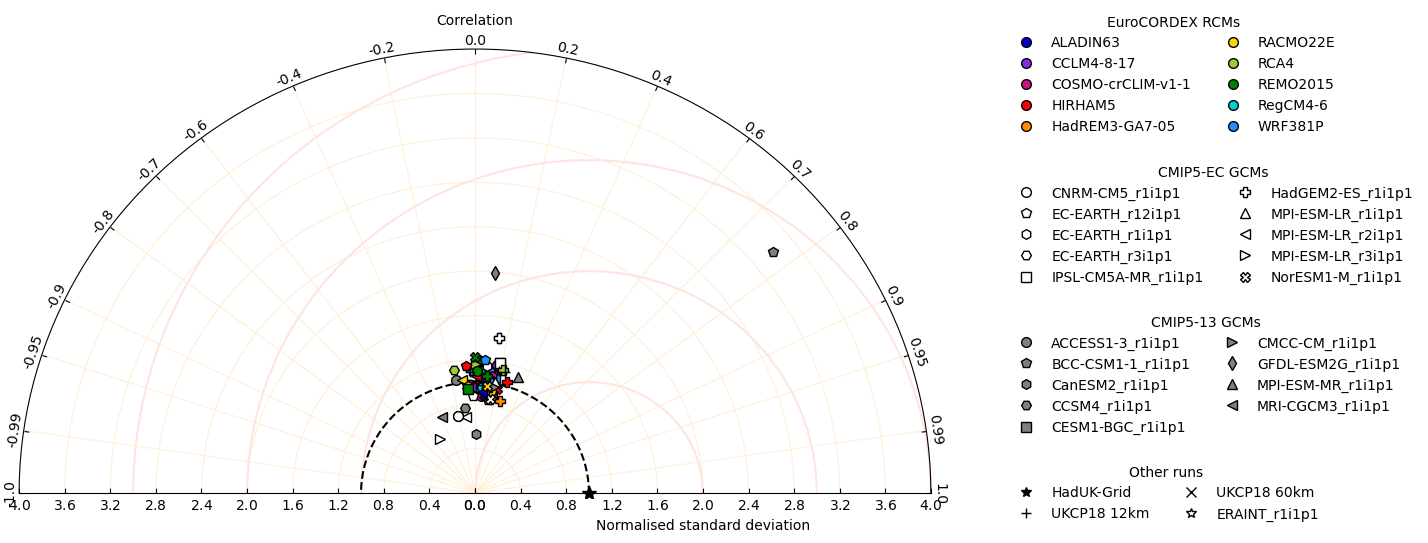 Correlation
-0.2
0.0
0.2
-0.4
0.4
-0.6
0.6
-0.7
0.7
-0.8
0.8
-0.9
0.9
-0.95
0.95
-0.99
0.99
-1.0
1.0
4.0 3.6 3.2 2.8 2.4 2.0 1.6 1.2 0.8 0.4 0.0 0.4 0.8 1.2 1.6 2.0 2.4 2.8 3.2 3.6 4.0
Normalised standard deviation
EuroCORDEX RCMs
ALADIN63 RACMO22E
CCLM4-8-17 RCA4
COSMO-crCLIM-v1-1 REMO2015
HIRHAM5 RegCM4-6
HadREM3-GA7-05 WRF381P
CMIP5-EC GCMs
CNRM-CM5_r1i1p1 HadGEM2-ES_r1i1p1
EC-EARTH_r12i1p1 MPI-ESM-LR_r1i1p1
EC-EARTH_r1i1p1 MPI-ESM-LR_r2i1p1
EC-EARTH_r3i1p1 MPI-ESM-LR_r3i1p1
IPSL-CM5A-MR_r1i1p1 NorESM1-M_r1i1p1
CMIP5-13 GCMs
ACCESS1-3_r1i1p1 CMCC-CM_r1i1p1
BCC-CSM1-1_r1i1p1 GFDL-ESM2G_r1i1p1
CanESM2_r1i1p1 MPI-ESM-MR_r1i1p1
CCSM4_r1i1p1 MRI-CGCM3_r1i1p1
CESM1-BGC_r1i1p1
Other runs
HadUK-Grid UKCP18 60km
UKCP18 12km ERAINT_r1i1p1